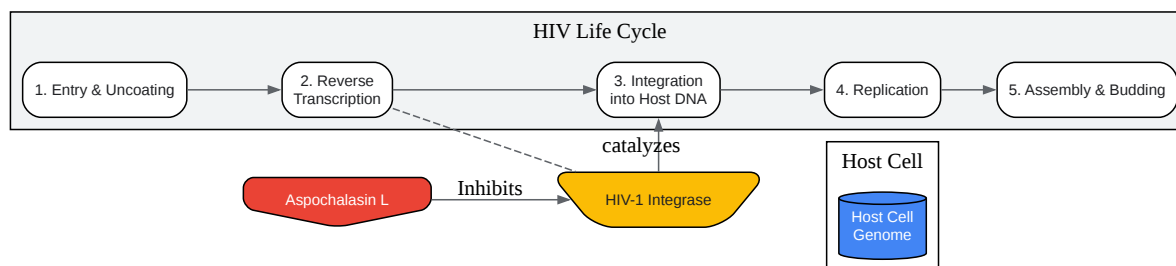 HIV Life Cycle
1. Entry & Uncoating
2. Reverse
Transcription
3. Integration
into Host DNA
4. Replication
5. Assembly & Budding
catalyzes
Host Cell
Aspochalasin L
Inhibits
HIV-1 Integrase
Host Cell
Genome